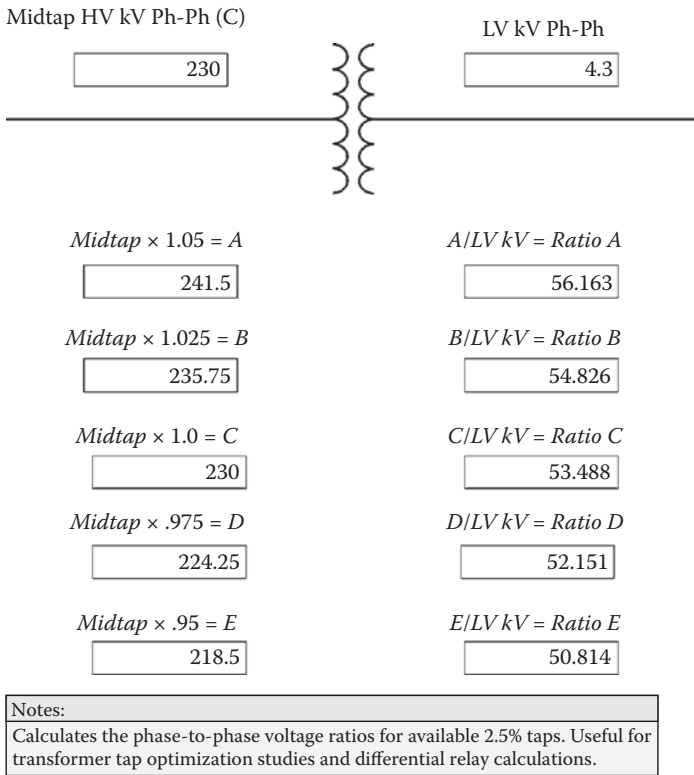 Midtap HV kV Ph-Ph (C)
LV kV Ph-Ph
230
4.3
Midtap × 1.05 = A
A/LV kV = Ratio A
241.5
56.163
Midtap × 1.025 = B
B/LV kV = Ratio B
235.75
54.826
Midtap × 1.0 = C
C/LV kV = Ratio C
230
53.488
Midtap × .975 = D
D/LV kV = Ratio D
224.25
52.151
Midtap × .95 = E
E/LV kV = Ratio E
218.5
50.814
Notes:
Calculates the phase-to-phase voltage ratios for available 2.5% taps. Useful for
transformer tap optimization studies and differential relay calculations.